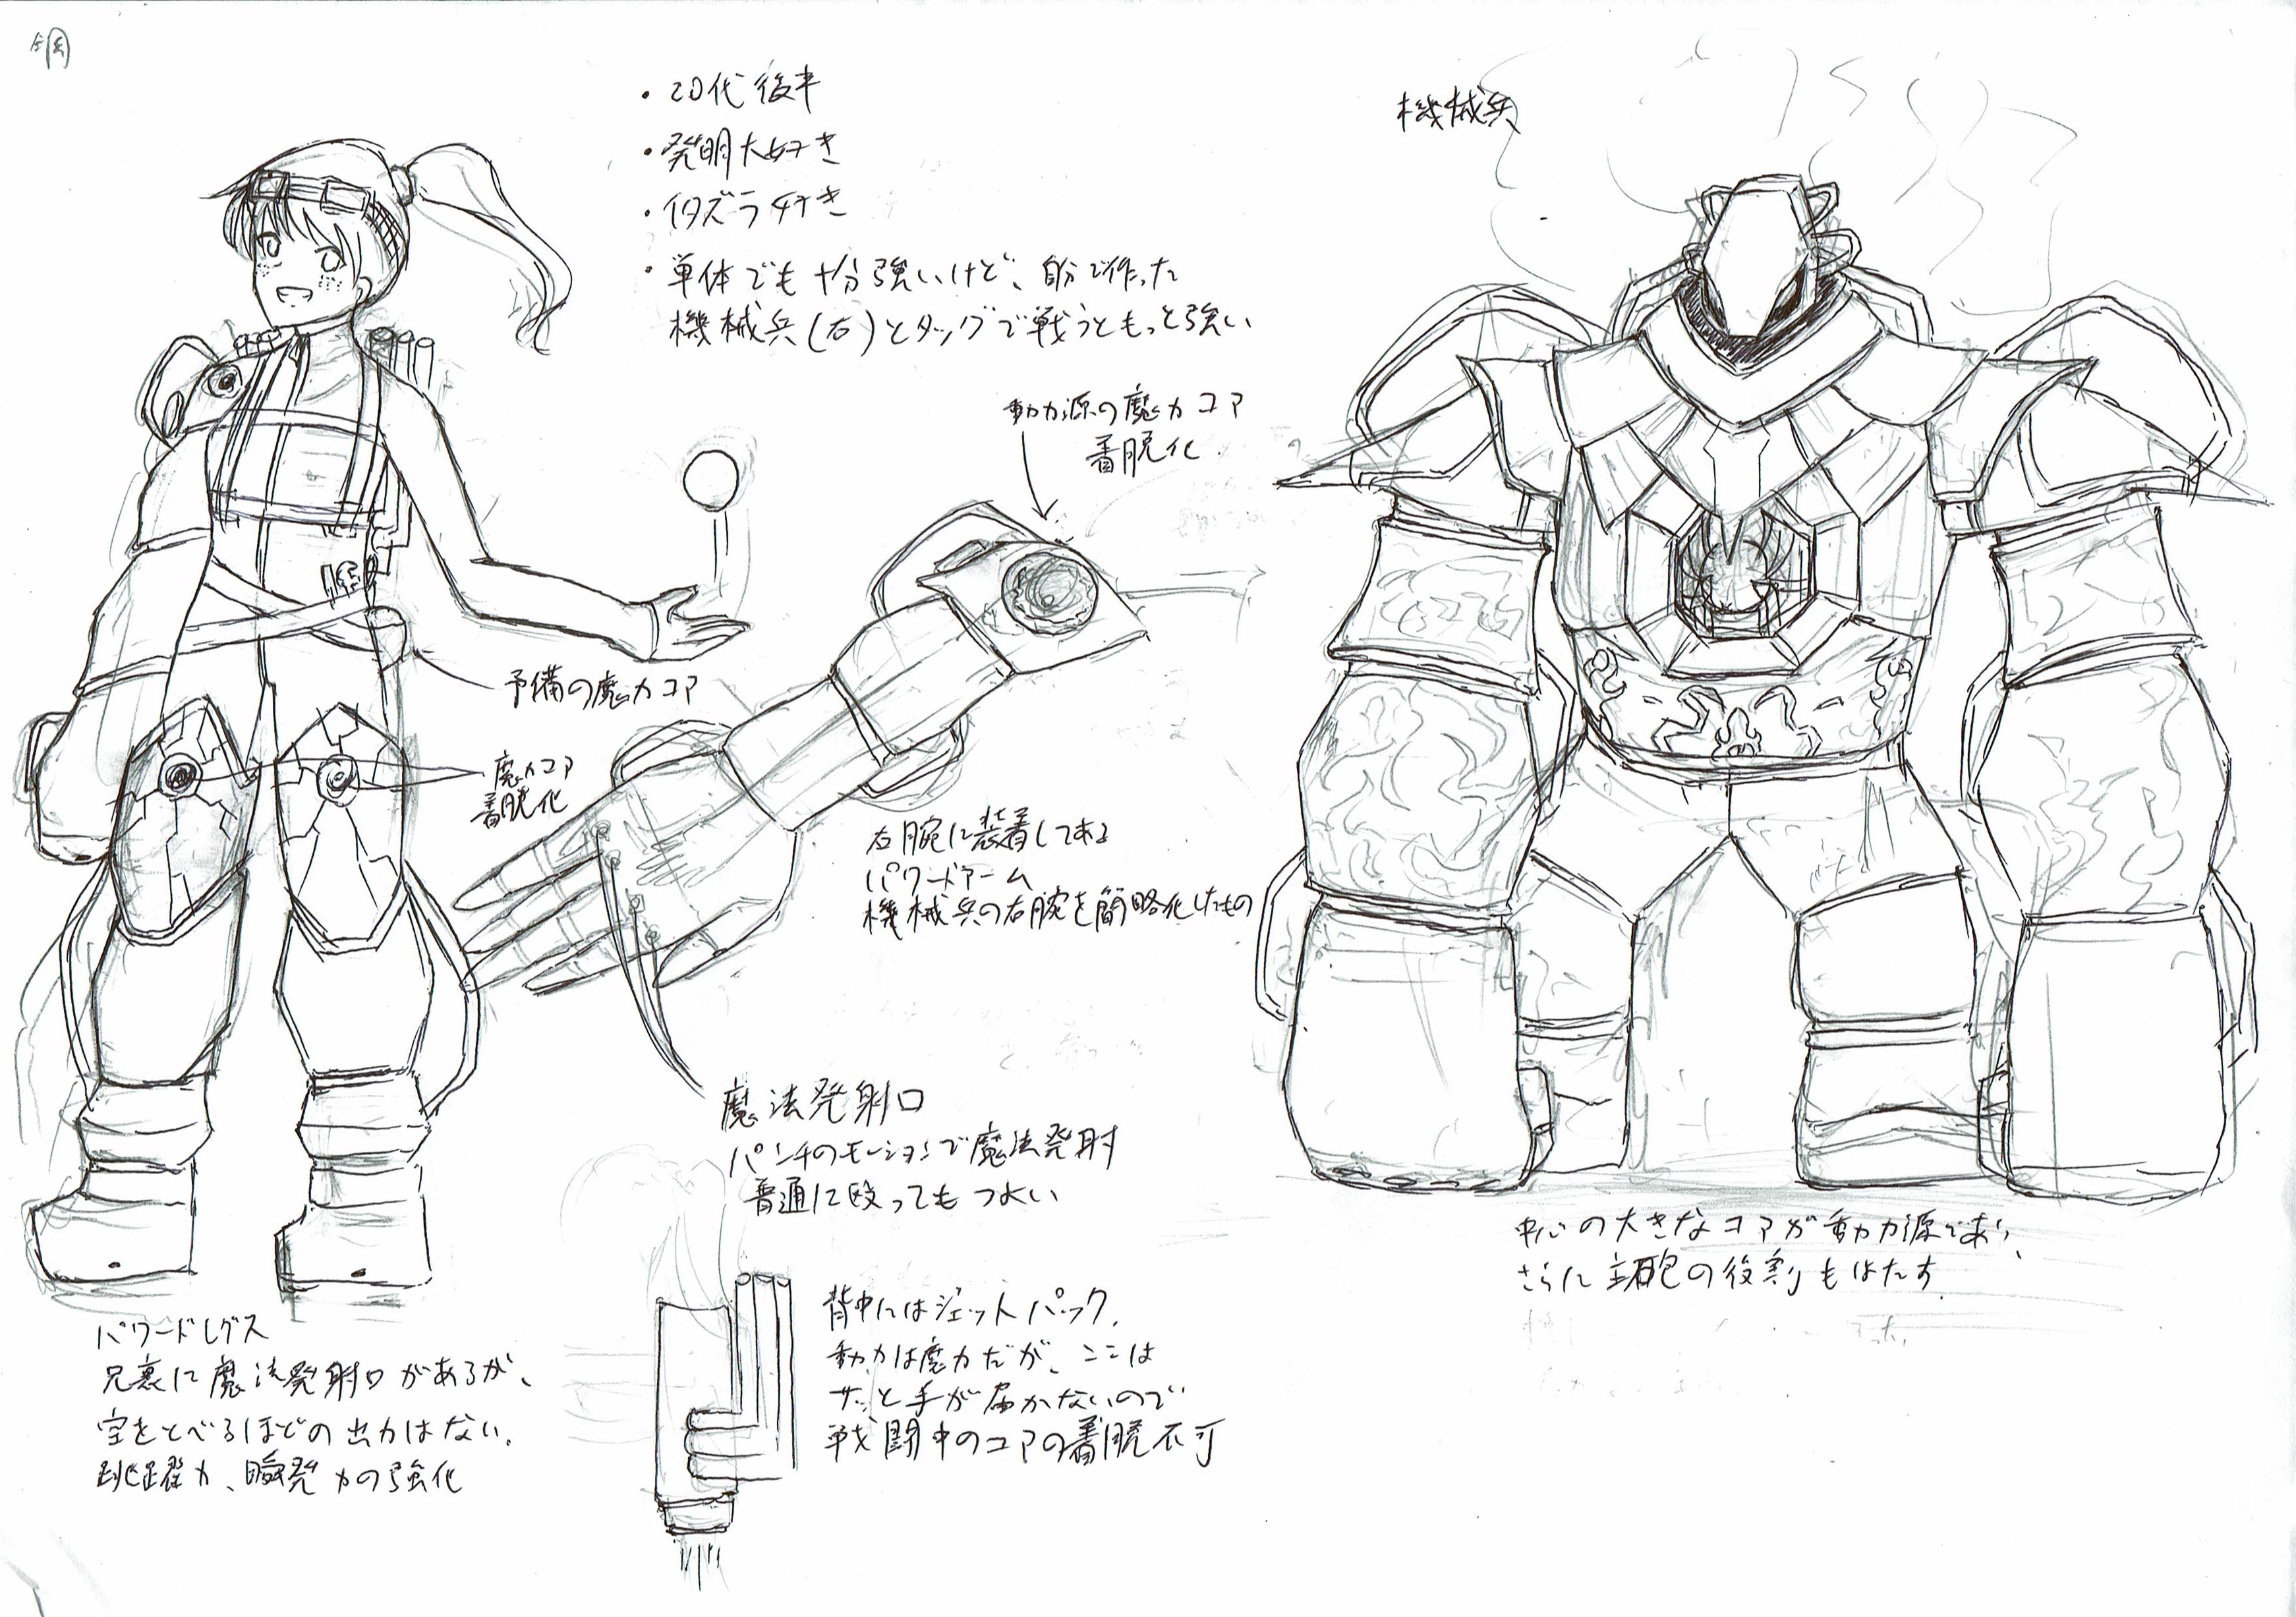 鋼
・20代後半
・発明大好き
・イタズラ好き
・単体でも十分強いけど、自分で作った
機械兵(右)とタッグで戦うともっと強い
機械兵
動力源の魔力コア
着脱化
予備の魔力コア
魔力コア
着脱化
右腕に装着してある
パワードアーム
機械兵の右腕を簡略化したもの
魔法発射口
パンチのモーションで魔法発射
普通に殴ってもつよい
中心の大きなコアが動力源であり、
さらに主砲の役割もはたす
パワードレグス
足裏に魔法発射口があるが、
空をとべるほどの出力はない。
跳躍力、瞬発力の強化
背中にはジェットパック。
動力は魔力だが、ここは
サッと手が届かないので
戦闘中のコアの着脱不可